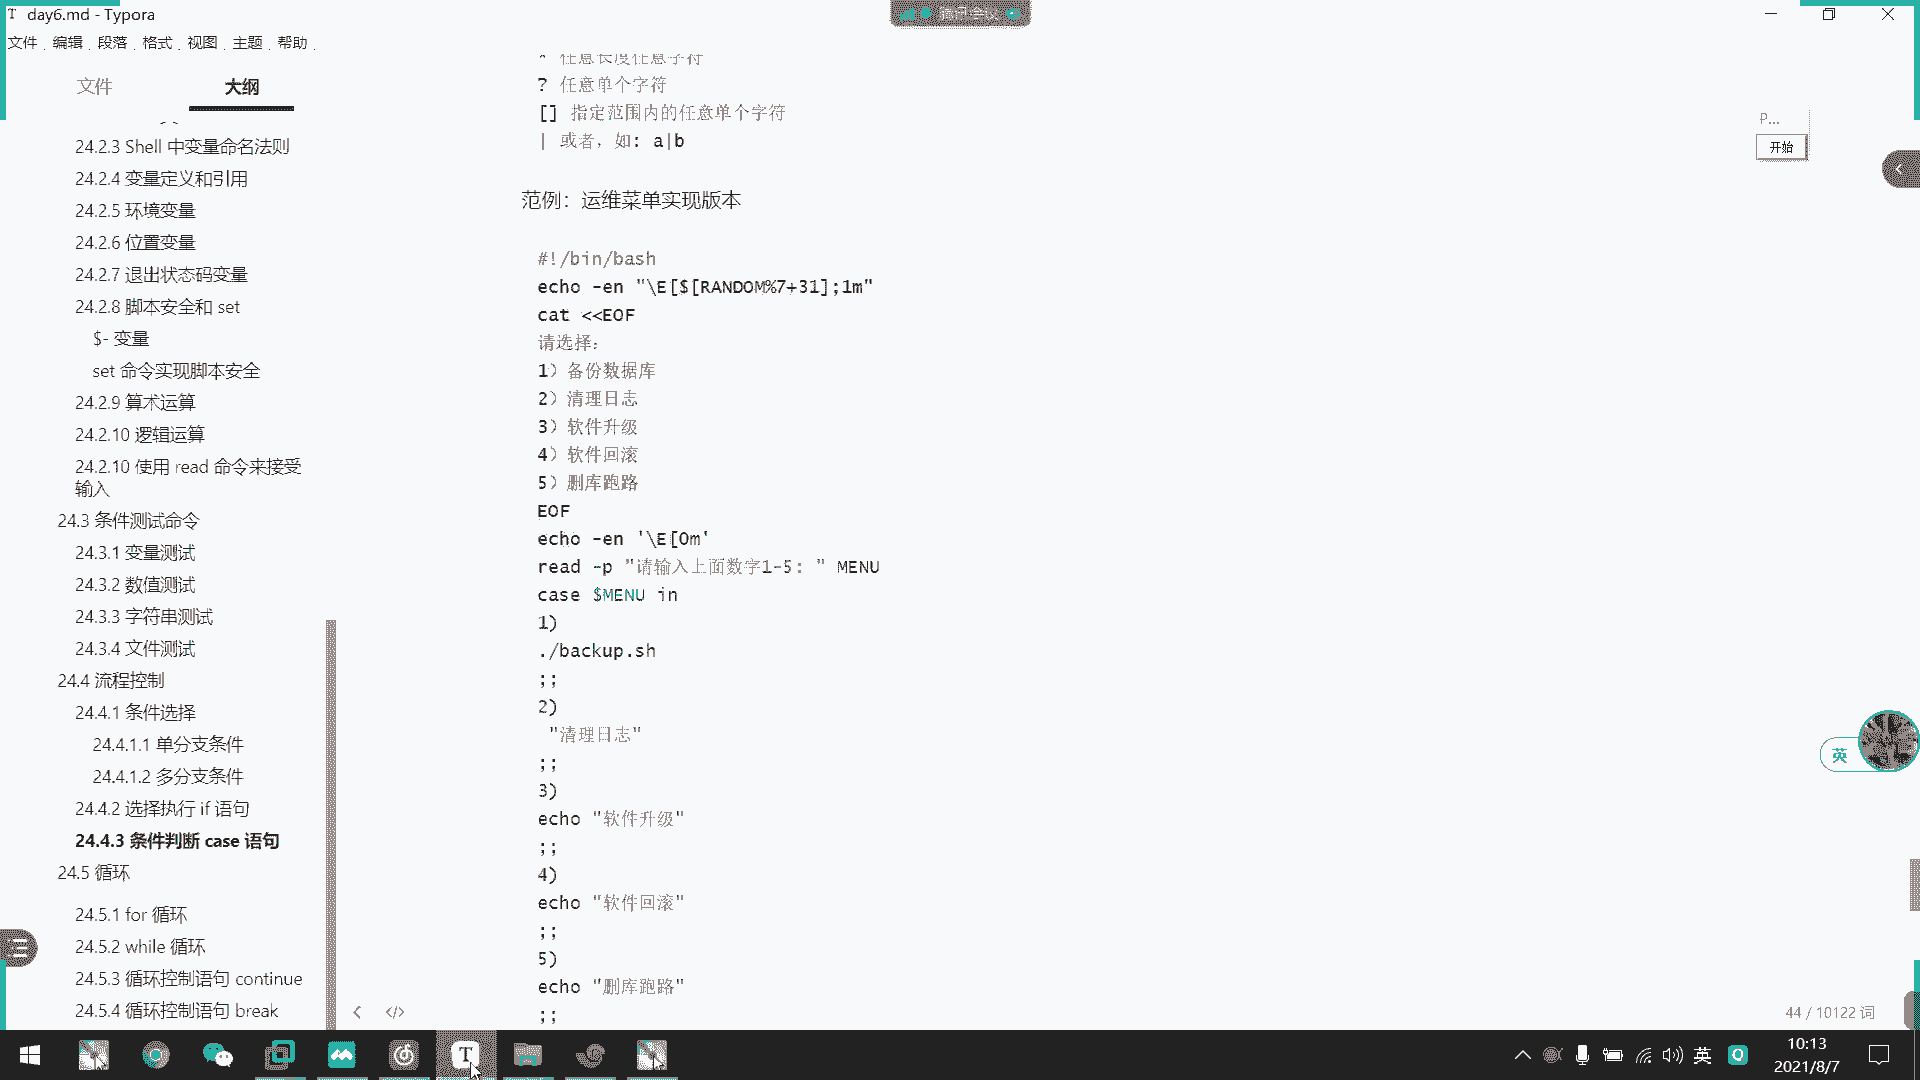 day6.md - Typora
腾讯会议
文件 编辑 段落 格式 视图 主题 帮助
文件 大纲
24.2.3 Shell 中变量命名法则
24.2.4 变量定义和引用
24.2.5 环境变量
24.2.6 位置变量
24.2.7 退出状态码变量
24.2.8 脚本安全和 set
$- 变量
set 命令实现脚本安全
24.2.9 算术运算
24.2.10 逻辑运算
24.2.10 使用 read 命令来接受
输入
24.3 条件测试命令
24.3.1 变量测试
24.3.2 数值测试
24.3.3 字符串测试
24.3.4 文件测试
24.4 流程控制
24.4.1 条件选择
24.4.1.1 单分支条件
24.4.1.2 多分支条件
24.4.2 选择执行 if 语句
24.4.3 条件判断 case 语句
24.5 循环
24.5.1 for 循环
24.5.2 while 循环
24.5.3 循环控制语句 continue
24.5.4 循环控制语句 break
* 任意长度任意字符
? 任意单个字符
[] 指定范围内的任意单个字符
| 或者，如: a|b
范例：运维菜单实现版本
#!/bin/bash
echo -en "\E[$[RANDOM%7+31];1m"
cat <<EOF
请选择：
1）备份数据库
2）清理日志
3）软件升级
4）软件回滚
5）删库跑路
EOF
echo -en '\E[0m'
read -p "请输入上面数字1-5: " MENU
case $MENU in
1)
./backup.sh
;;
2)
"清理日志"
;;
3)
echo "软件升级"
;;
4)
echo "软件回滚"
;;
5)
echo "删库跑路"
;;
P...
开始
英
44 / 10122 词
英
10:13
2021/8/7